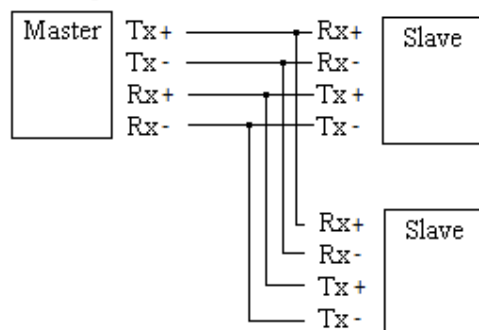 Master Tx+ Rx+ Slave
Tx- Rx-
Rx+ Tx+
Rx- Tx-
Rx+ Slave
Rx-
Tx+
Tx-